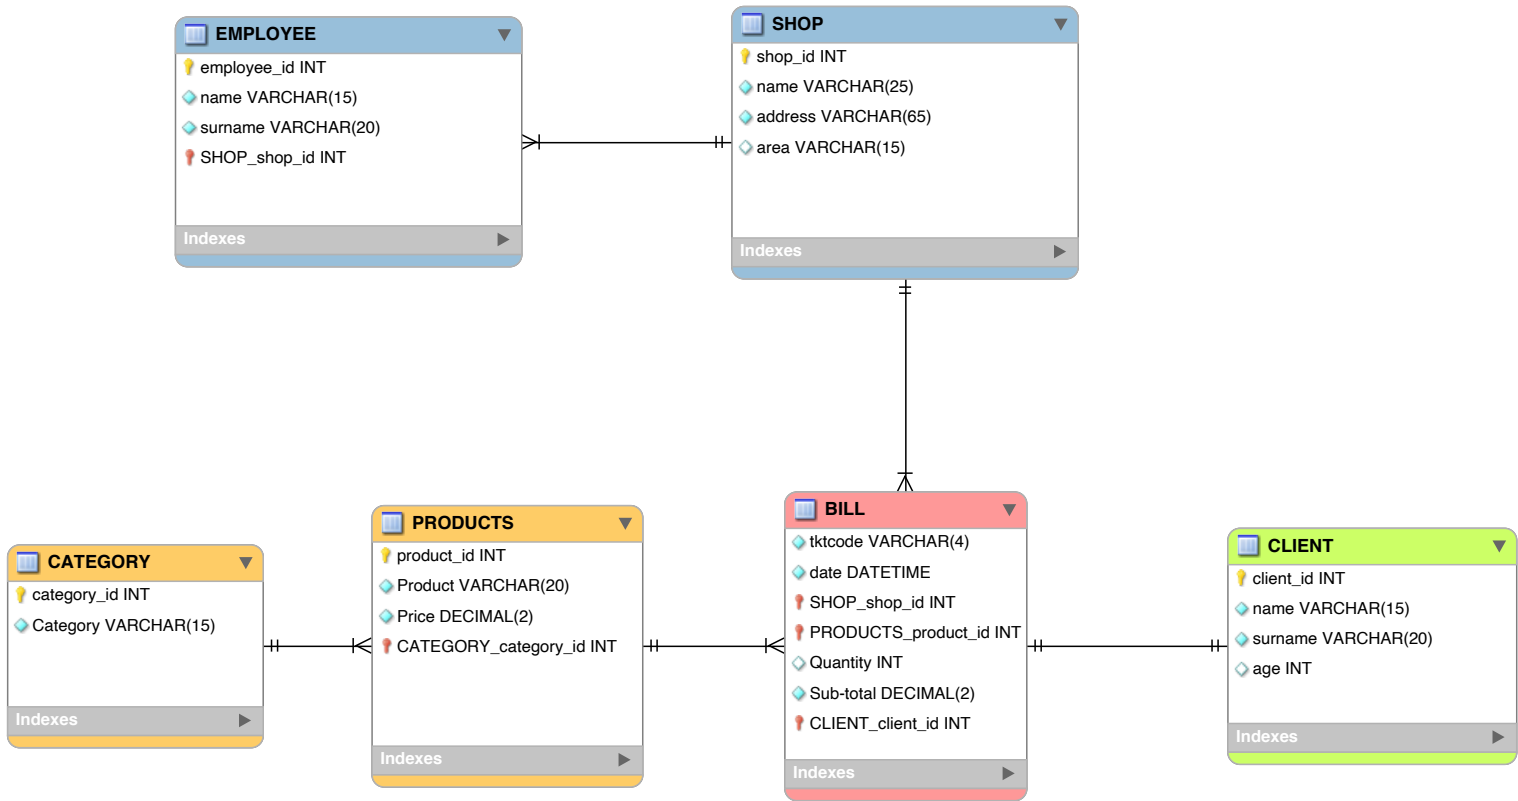 EMPLOYEE
employee_id INT
name VARCHAR(15)
surname VARCHAR(20)
SHOP_shop_id INT
Indexes
SHOP
shop_id INT
name VARCHAR(25)
address VARCHAR(65)
area VARCHAR(15)
Indexes
CATEGORY
category_id INT
Category VARCHAR(15)
Indexes
PRODUCTS
product_id INT
Product VARCHAR(20)
Price DECIMAL(2)
CATEGORY_category_id INT
Indexes
BILL
tktcode VARCHAR(4)
date DATETIME
SHOP_shop_id INT
PRODUCTS_product_id INT
Quantity INT
Sub-total DECIMAL(2)
CLIENT_client_id INT
Indexes
CLIENT
client_id INT
name VARCHAR(15)
surname VARCHAR(20)
age INT
Indexes